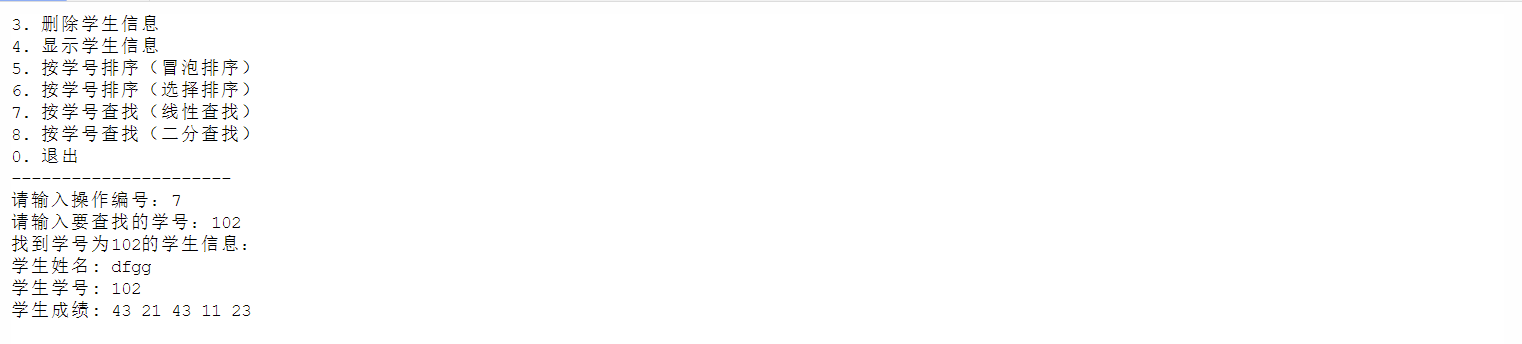 3. 删除学生信息
4. 显示学生信息
5. 按学号排序（冒泡排序）
6. 按学号排序（选择排序）
7. 按学号查找（线性查找）
8. 按学号查找（二分查找）
0. 退出
----------------------
请输入操作编号：7
请输入要查找的学号：102
找到学号为102的学生信息：
学生姓名：dfgg
学生学号：102
学生成绩：43 21 43 11 23